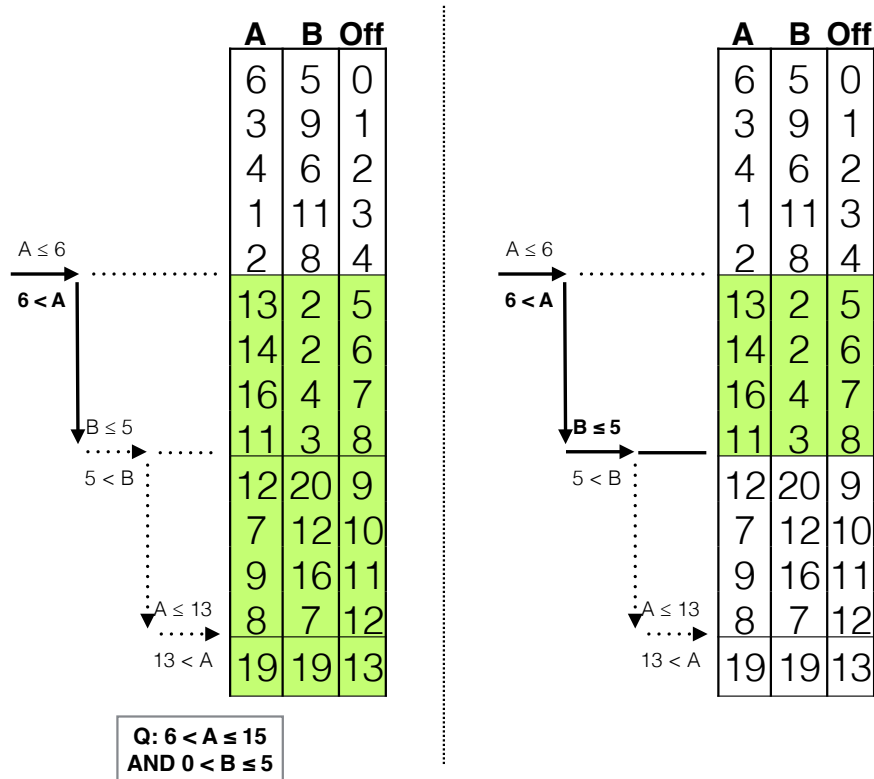 A B Off
6 5 0
3 9 1
4 6 2
1 11 3
2 8 4
13 2 5
14 2 6
16 4 7
11 3 8
12 20 9
7 12 10
9 16 11
8 7 12
19 19 13
A ≤ 6
6 < A
B ≤ 5
5 < B
A ≤ 13
13 < A
Q: 6 < A ≤ 15
AND 0 < B ≤ 5
A B Off
6 5 0
3 9 1
4 6 2
1 11 3
2 8 4
13 2 5
14 2 6
16 4 7
11 3 8
12 20 9
7 12 10
9 16 11
8 7 12
19 19 13
A ≤ 6
6 < A
B ≤ 5
5 < B
A ≤ 13
13 < A